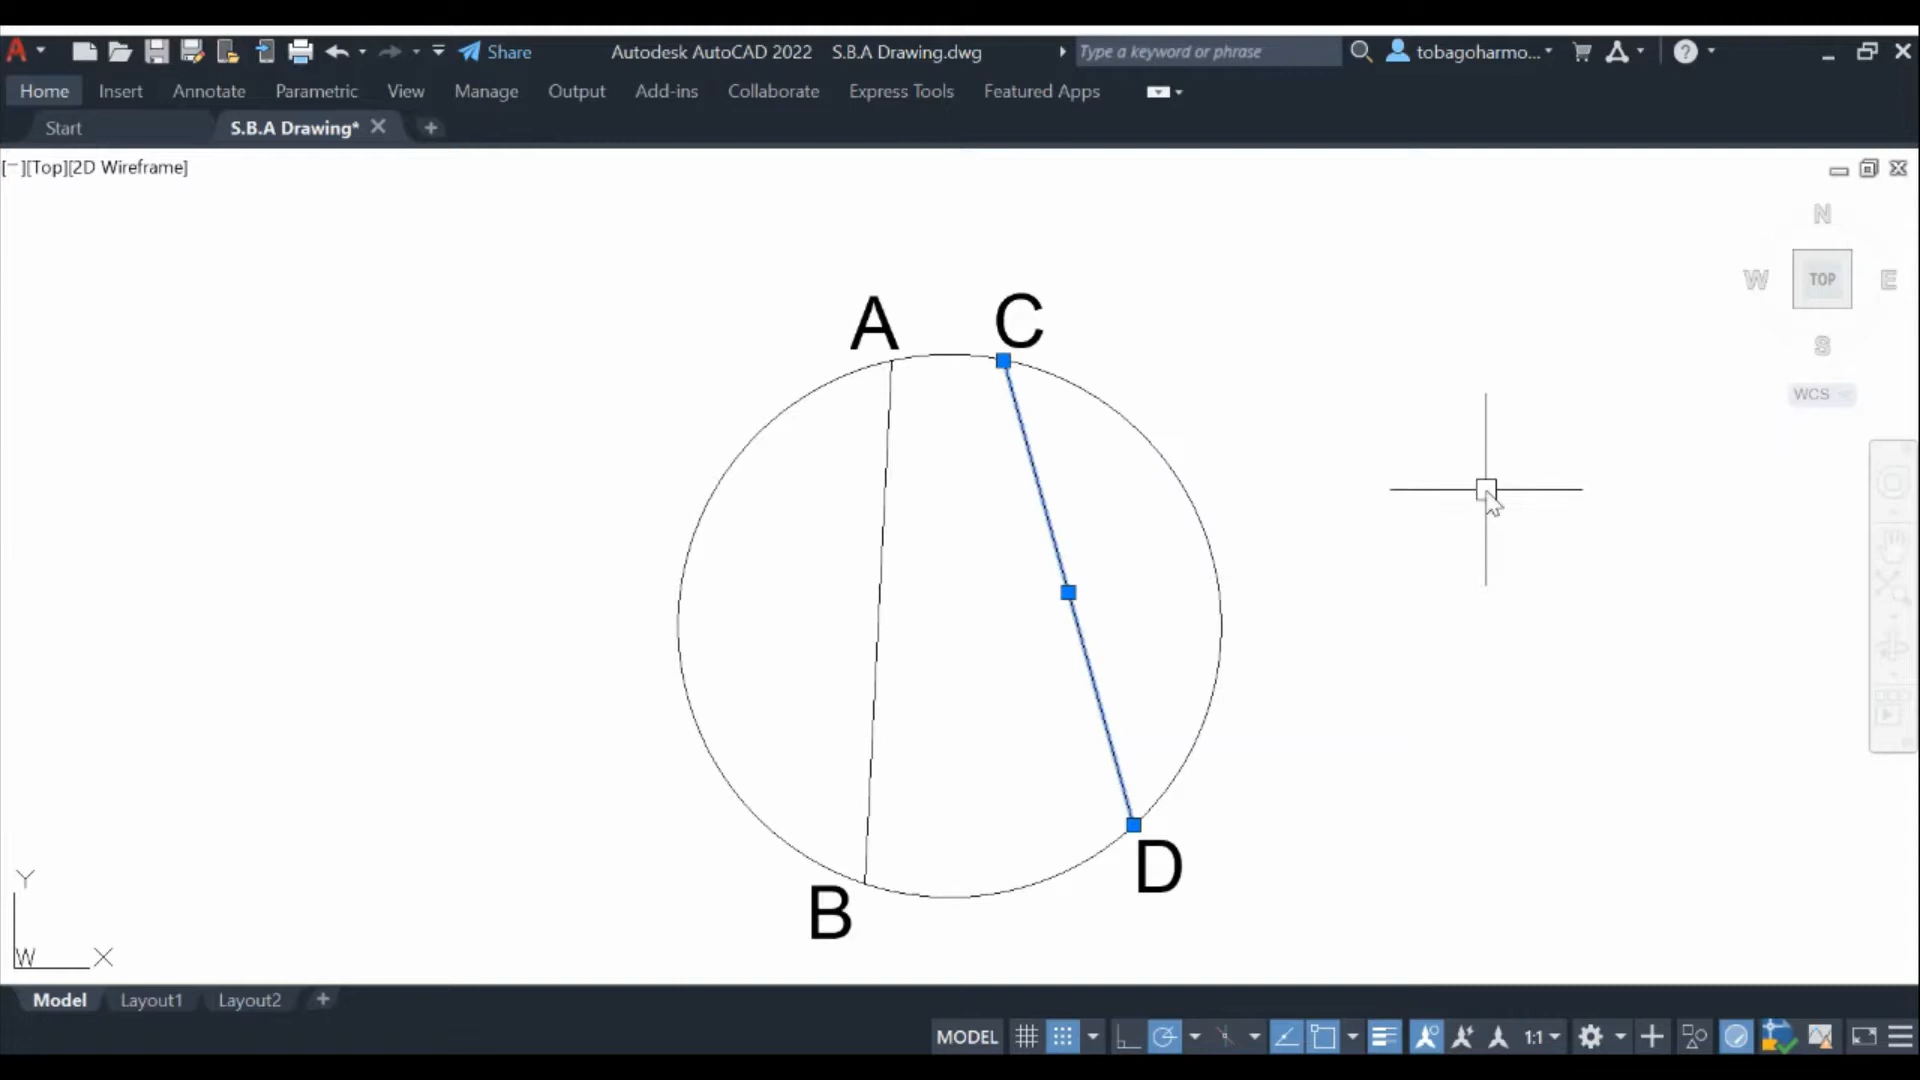 Share Autodesk AutoCAD 2022 S.B.A Drawing.dwg Type a keyword or phrase tobagoharmo...
Home Insert Annotate Parametric View Manage Output Add-ins Collaborate Express Tools Featured Apps
Start S.B.A Drawing*
[−][Top][2D Wireframe]
N
W TOP E
S
WCS
A C
D
B
Y
W X
Model Layout1 Layout2
MODEL 1:1